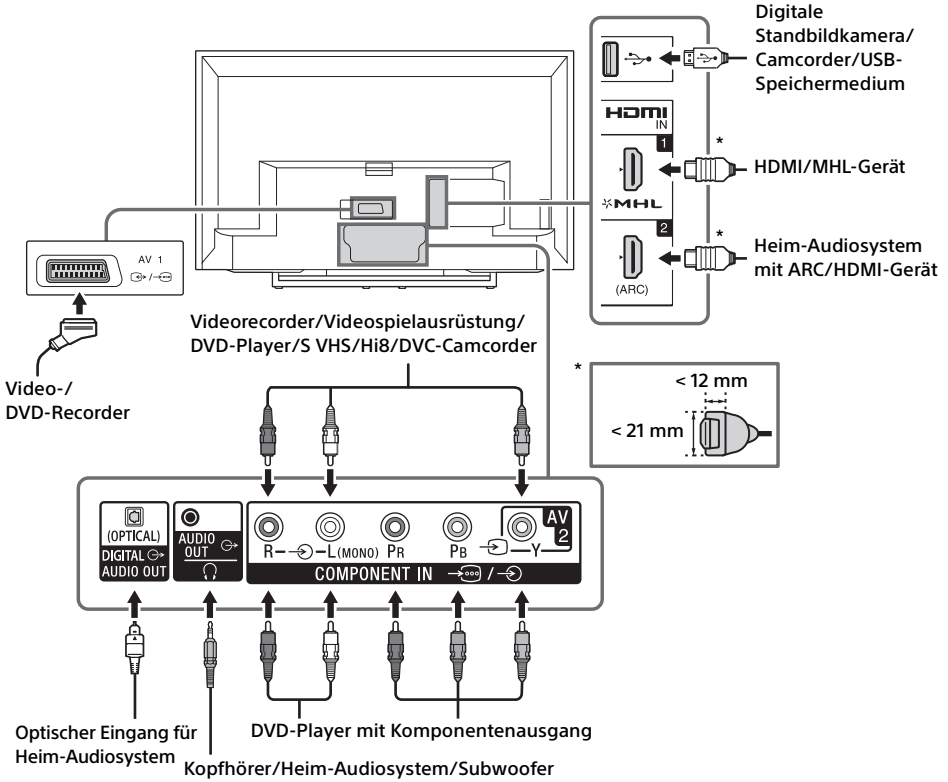 Digitale
Standbildkamera/
Camcorder/USB-
Speichermedium
HDMI
IN
1
*
HDMI/MHL-Gerät
MHL
2
*
Heim-Audiosystem
mit ARC/HDMI-Gerät
(ARC)
AV 1
/
Video-/
DVD-Recorder
Videorecorder/Videospielausrüstung/
DVD-Player/S VHS/Hi8/DVC-Camcorder
*
< 12 mm
< 21 mm
(OPTICAL)
DIGITAL
AUDIO OUT
AUDIO
OUT
R
L(MONO)
PR
PB
Y
AV
2
COMPONENT IN /
Optischer Eingang für
Heim-Audiosystem
DVD-Player mit Komponentenausgang
Kopfhörer/Heim-Audiosystem/Subwoofer